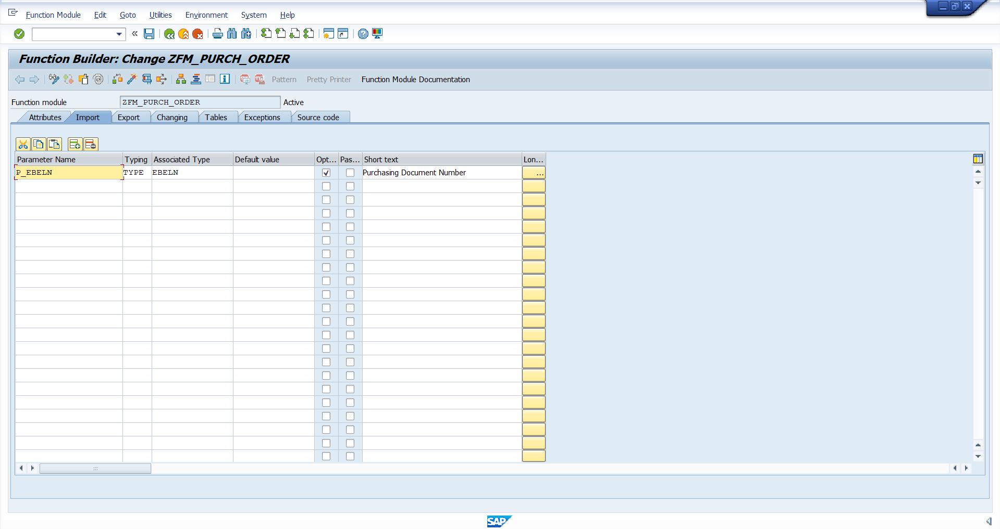 Function Module Edit Goto Utilities Environment System Help
Function Builder: Change ZFM_PURCH_ORDER
Pattern Pretty Printer Function Module Documentation
Function module ZFM_PURCH_ORDER Active
Attributes Import Export Changing Tables Exceptions Source code
Parameter Name Typing Associated Type Default value Opt... Pas... Short text Lon...
P_EBELN TYPE EBELN Purchasing Document Number ...
SAP